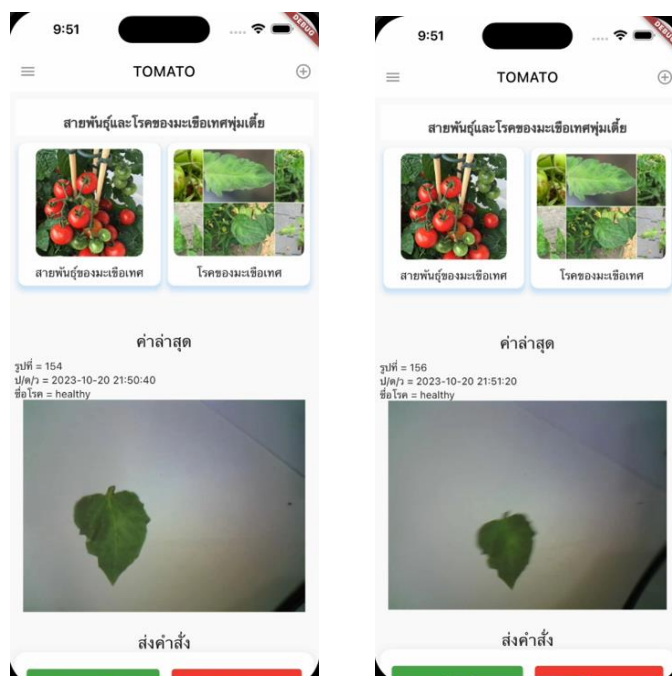 9:51
DEBUG
TOMATO
สายพันธุ์และโรคของมะเขือเทศพุ่มเตี้ย
สายพันธุ์ของมะเขือเทศ
โรคของมะเขือเทศ
ค่าล่าสุด
รูปที่ = 154
ป/ด/ว = 2023-10-20 21:50:40
ชื่อโรค = healthy
ส่งคำสั่ง
9:51
DEBUG
TOMATO
สายพันธุ์และโรคของมะเขือเทศพุ่มเตี้ย
สายพันธุ์ของมะเขือเทศ
โรคของมะเขือเทศ
ค่าล่าสุด
รูปที่ = 156
ป/ด/ว = 2023-10-20 21:51:20
ชื่อโรค = healthy
ส่งคำสั่ง